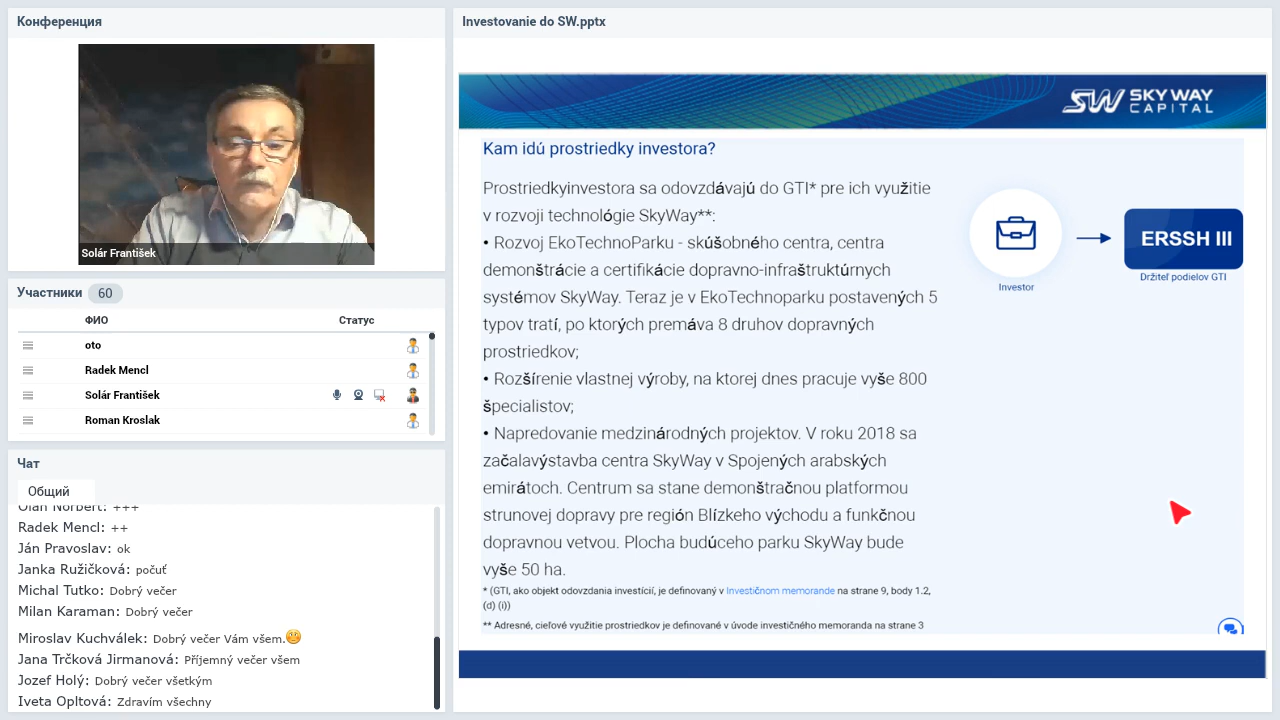 Конференция
Solár František
Участники 60
ФИО Статус
oto
Radek Mencl
Solár František
Roman Kroslak
Чат
Общий
Olah Norbert: +++
Radek Mencl: ++
Ján Pravoslav: ok
Janka Ružičková: počuť
Michal Tutko: Dobrý večer
Milan Karaman: Dobrý večer
Miroslav Kuchválek: Dobrý večer Vám všem.
Jana Trčková Jirmanová: Příjemný večer všem
Jozef Holý: Dobrý večer všetkým
Iveta Opltová: Zdravím všechny
Investovanie do SW.pptx
SW SKY WAY
CAPITAL
Kam idú prostriedky investora?
Prostriedkyinvestora sa odovzdávajú do GTI* pre ich využitie
v rozvoji technológie SkyWay**:
• Rozvoj EkoTechnoParku - skúšobného centra, centra
demonštrácie a certifikácie dopravno-infraštruktúrnych
systémov SkyWay. Teraz je v EkoTechnoparku postavených 5
typov tratí, po ktorých premáva 8 druhov dopravných
prostriedkov;
• Rozšírenie vlastnej výroby, na ktorej dnes pracuje vyše 800
špecialistov;
• Napredovanie medzinárodných projektov. V roku 2018 sa
začalavýstavba centra SkyWay v Spojených arabských
emirátoch. Centrum sa stane demonštračnou platformou
strunovej dopravy pre región Blízkeho východu a funkčnou
dopravnou vetvou. Plocha budúceho parku SkyWay bude
vyše 50 ha.
* (GTI, ako objekt odovzdania investícií, je definovaný v Investičnom memorande na strane 9, body 1.2,
(d) (i))
** Adresné, cieľové využitie prostriedkov je definované v úvode investičného memoranda na strane 3
Investor
ERSSH III
Držiteľ podielov GTI